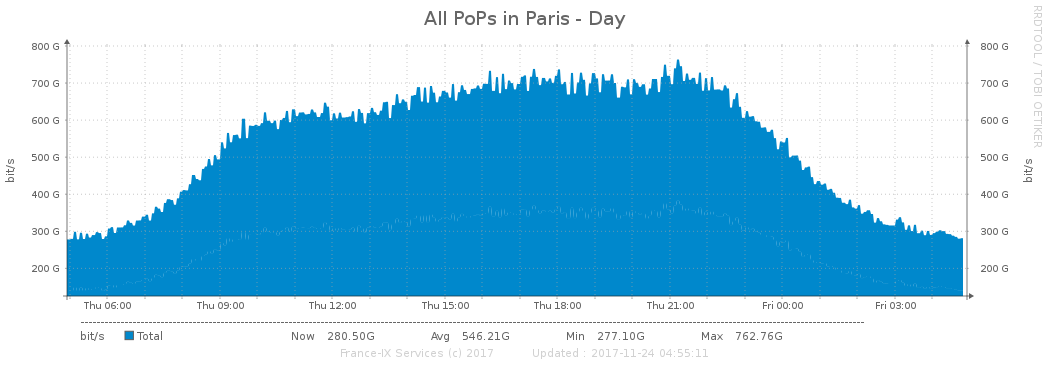 All PoPs in Paris - Day
RRDTOOL / TOBI OETIKER
bit/s
800 G
700 G
600 G
500 G
400 G
300 G
200 G
800 G
700 G
600 G
500 G
400 G
300 G
200 G
bit/s
Thu 06:00 Thu 09:00 Thu 12:00 Thu 15:00 Thu 18:00 Thu 21:00 Fri 00:00 Fri 03:00
bit/s Total Now 280.50G Avg 546.21G Min 277.10G Max 762.76G
France-IX Services (c) 2017 Updated : 2017-11-24 04:55:11